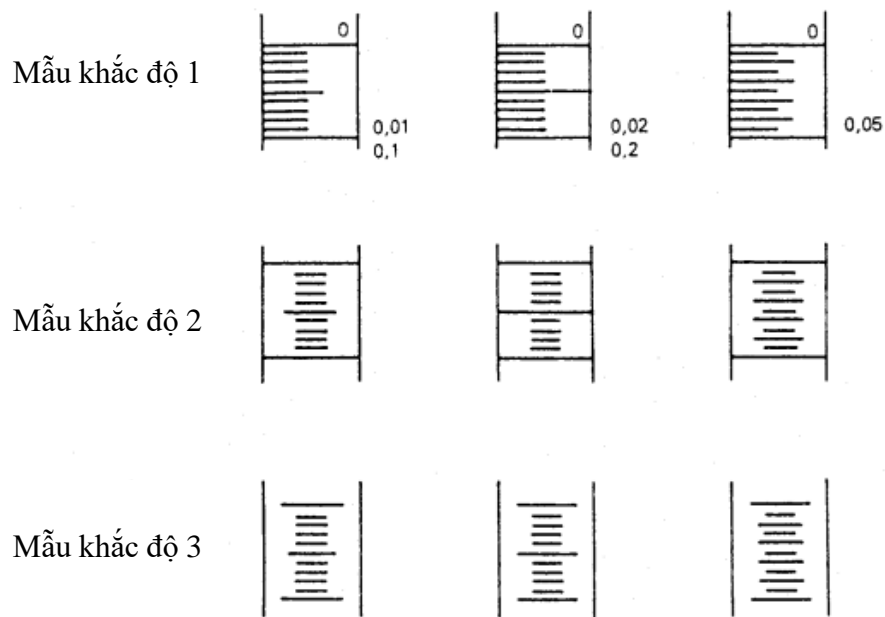 0 0 0
Mẫu khắc độ 1
0,01 0,02 0,05
0,1 0,2
Mẫu khắc độ 2
Mẫu khắc độ 3